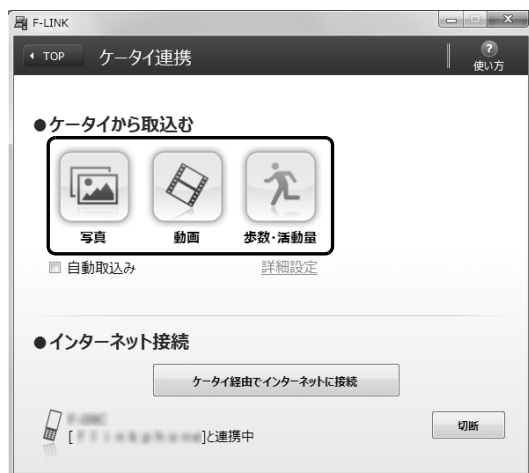 F-LINK
TOP ケータイ連携
? 使い方
●ケータイから取込む
写真 動画 歩数・活動量
自動取込み 詳細設定
●インターネット接続
ケータイ経由でインターネットに接続
[ ]と連携中 切断